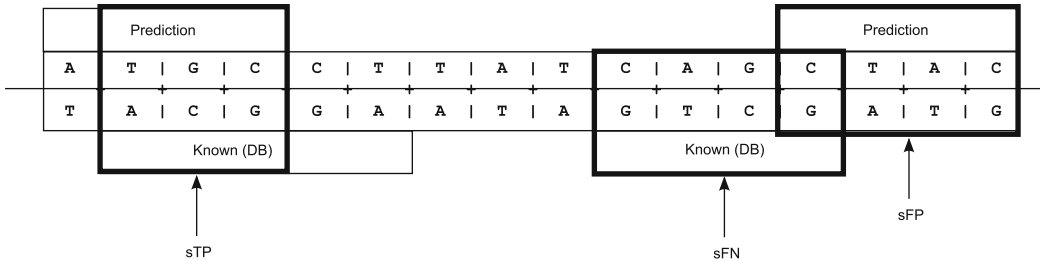 Prediction Prediction
A T | G | C C | T | T | A | T C | A | G | C T | A | C
T A | C | G G | A | A | T | A G | T | C | G A | T | G
Known (DB) Known (DB)
sFP
sTP sFN